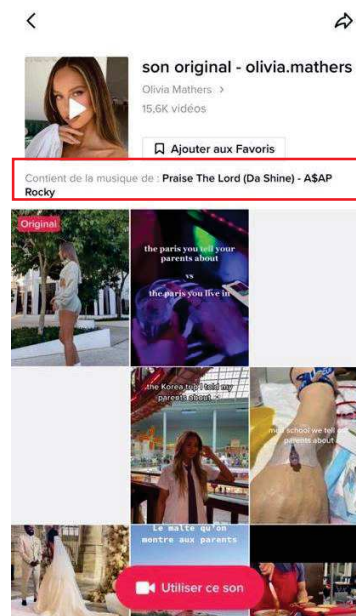 son original - olivia.mathers
Olivia Mathers >
15,6K vidéos
Ajouter aux Favoris
Contient de la musique de : Praise The Lord (Da Shine) - A$AP
Rocky
Original
the paris you tell your
parents about
vs
the paris you live in
the Korea trip I told my
parents about
school we tell
parents about
Le malte qu'on
montre aux parents
Utiliser ce son